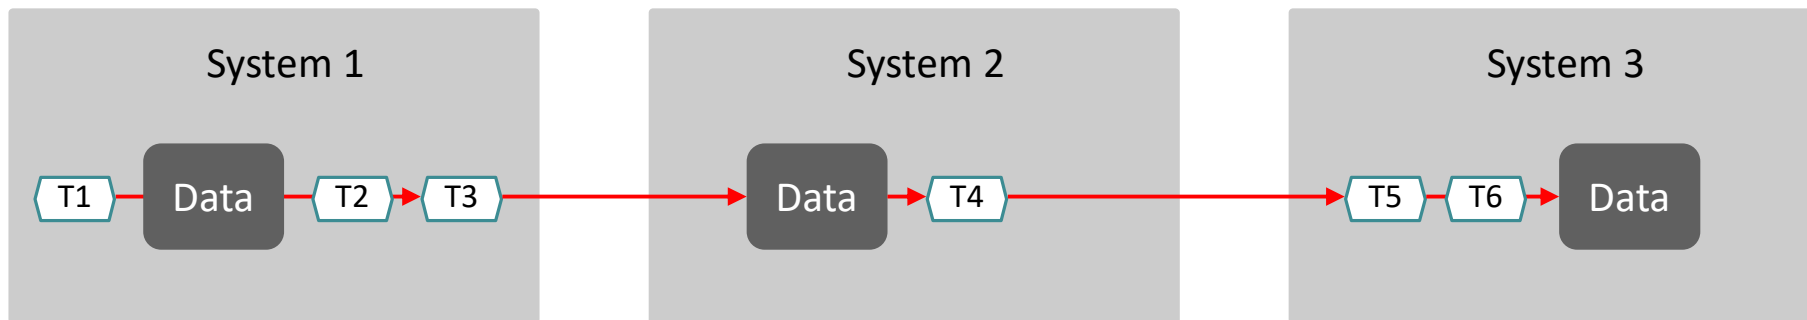 System 1
System 2
System 3
T1
Data
T2
T3
Data
T4
T5
T6
Data